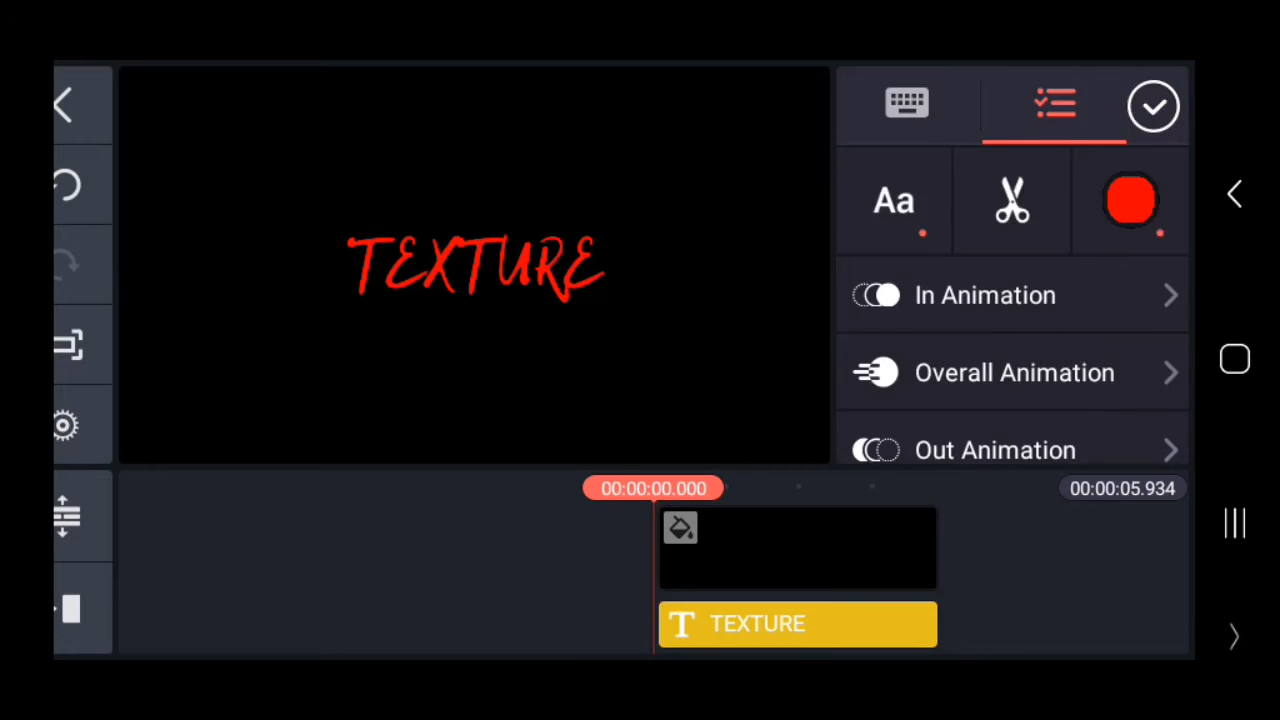 TEXTURE
Aa
In Animation
Overall Animation
Out Animation
00:00:00.000
00:00:05.934
T TEXTURE